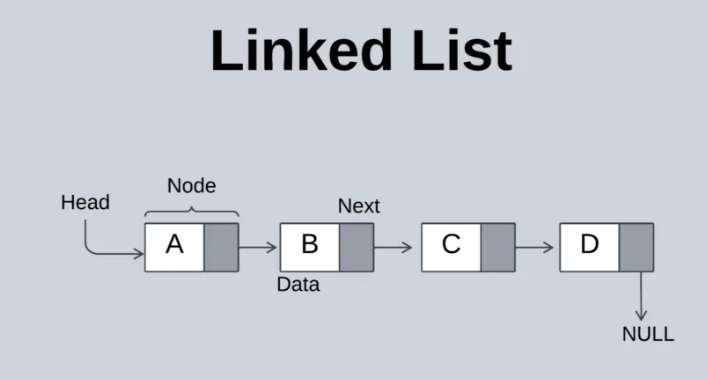 Linked List
Node
Head
Next
A
B
C
D
Data
NULL